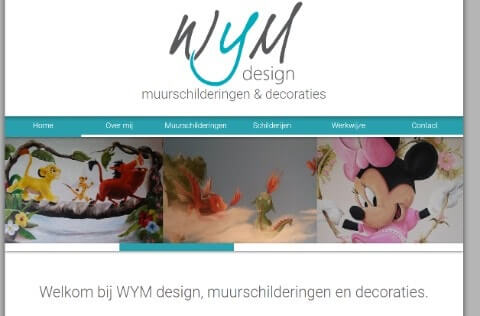 WYM
design
muurschilderingen & decoraties
Home Over mij Muurschilderingen Schilderijen Werkwijze Contact
Welkom bij WYM design, muurschilderingen en decoraties.